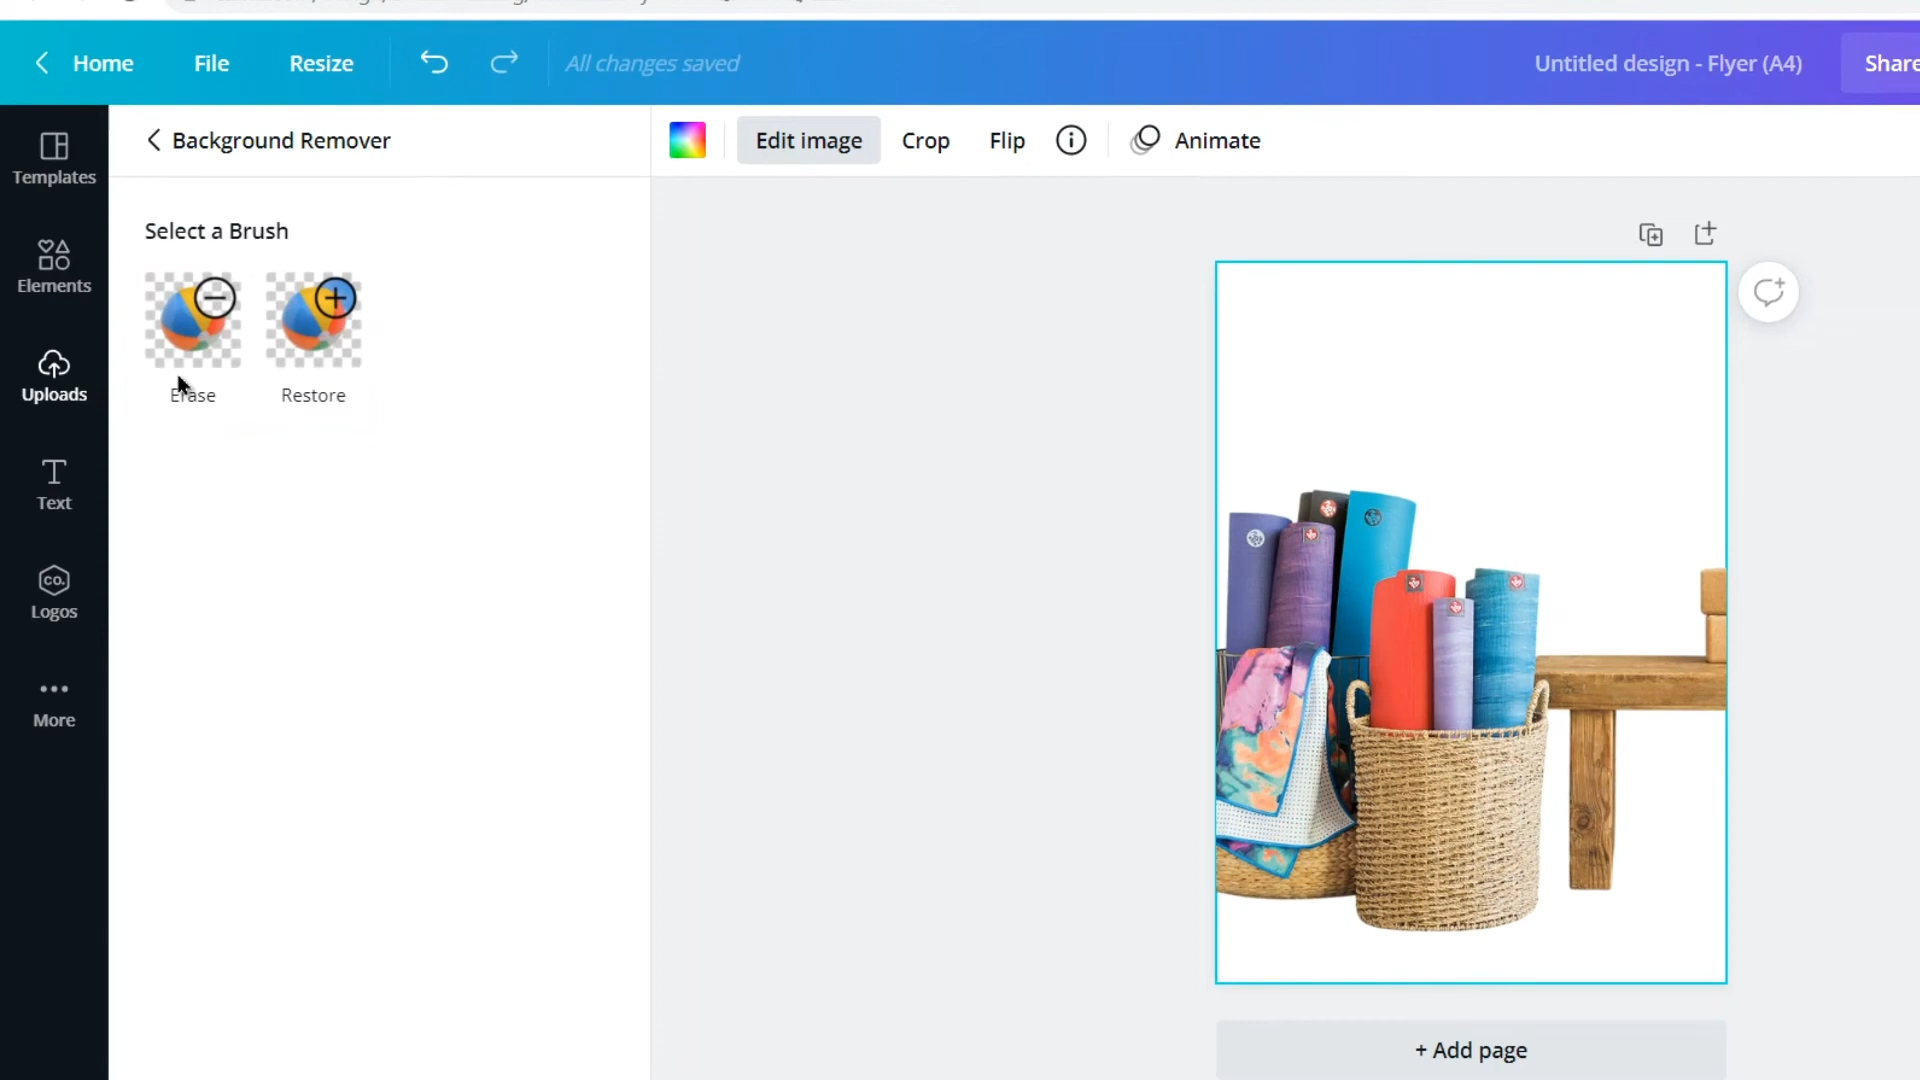 Home
File
Resize
All changes saved
Untitled design - Flyer (A4)
Share
Background Remover
Edit image
Crop
Flip
Animate
Templates
Elements
Uploads
Text
CO.
Logos
More
Select a Brush
Erase
Restore
+ Add page